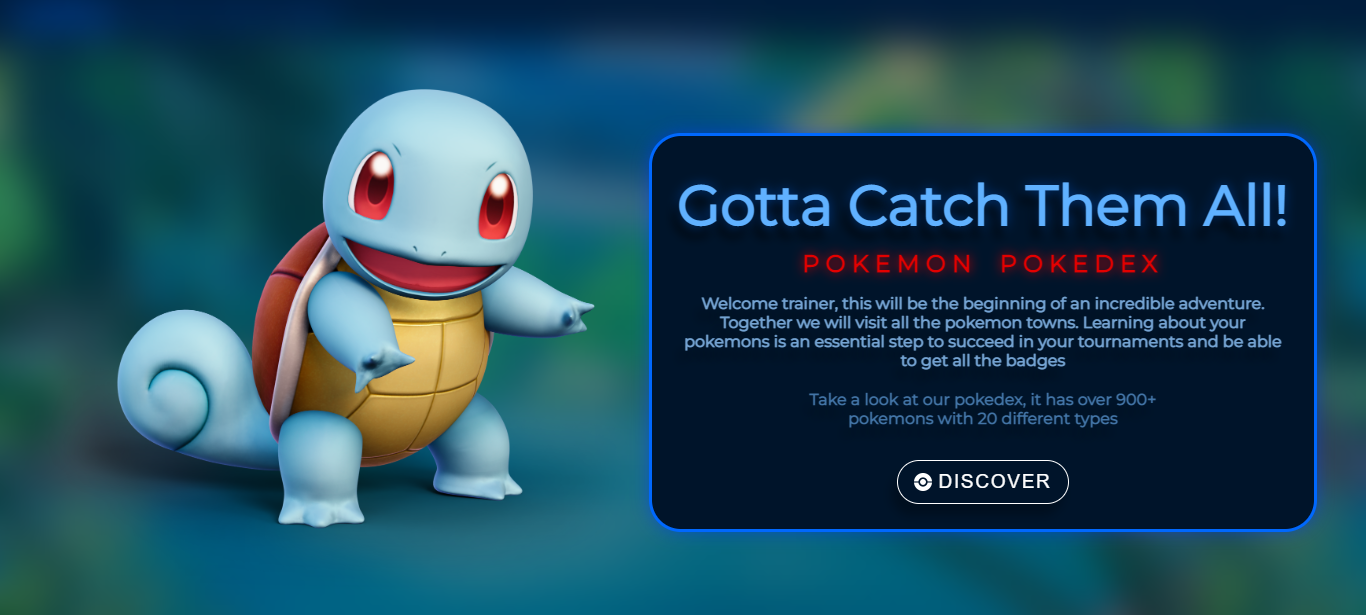 Gotta Catch Them All!
POKEMON POKEDEX
Welcome trainer, this will be the beginning of an incredible adventure.
Together we will visit all the pokemon towns. Learning about your
pokemons is an essential step to succeed in your tournaments and be able
to get all the badges
Take a look at our pokedex, it has over 900+
pokemons with 20 different types
DISCOVER